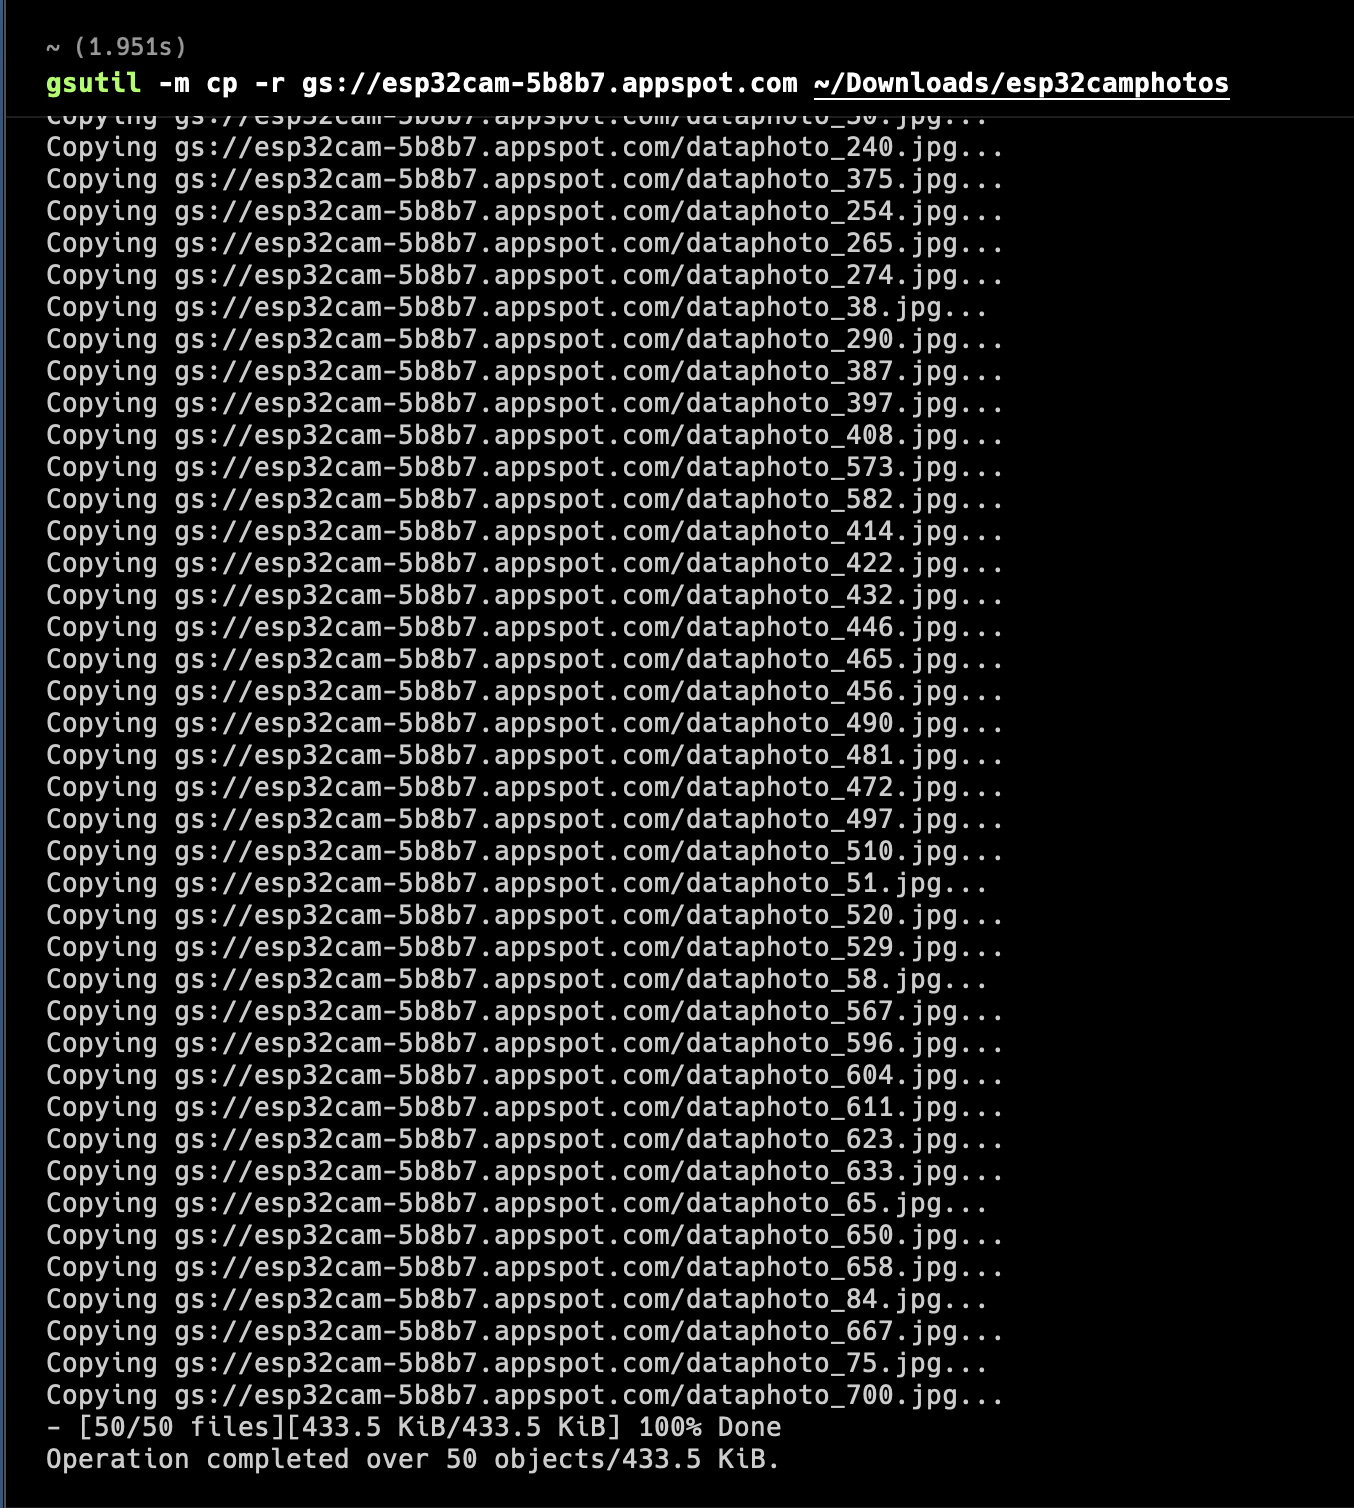 ~ (1.951s)
gsutil -m cp -r gs://esp32cam-5b8b7.appspot.com ~/Downloads/esp32camphotos
Copying gs://esp32cam-5b8b7.appspot.com/dataphoto_30.jpg...
Copying gs://esp32cam-5b8b7.appspot.com/dataphoto_240.jpg...
Copying gs://esp32cam-5b8b7.appspot.com/dataphoto_375.jpg...
Copying gs://esp32cam-5b8b7.appspot.com/dataphoto_254.jpg...
Copying gs://esp32cam-5b8b7.appspot.com/dataphoto_265.jpg...
Copying gs://esp32cam-5b8b7.appspot.com/dataphoto_274.jpg...
Copying gs://esp32cam-5b8b7.appspot.com/dataphoto_38.jpg...
Copying gs://esp32cam-5b8b7.appspot.com/dataphoto_290.jpg...
Copying gs://esp32cam-5b8b7.appspot.com/dataphoto_387.jpg...
Copying gs://esp32cam-5b8b7.appspot.com/dataphoto_397.jpg...
Copying gs://esp32cam-5b8b7.appspot.com/dataphoto_408.jpg...
Copying gs://esp32cam-5b8b7.appspot.com/dataphoto_573.jpg...
Copying gs://esp32cam-5b8b7.appspot.com/dataphoto_582.jpg...
Copying gs://esp32cam-5b8b7.appspot.com/dataphoto_414.jpg...
Copying gs://esp32cam-5b8b7.appspot.com/dataphoto_422.jpg...
Copying gs://esp32cam-5b8b7.appspot.com/dataphoto_432.jpg...
Copying gs://esp32cam-5b8b7.appspot.com/dataphoto_446.jpg...
Copying gs://esp32cam-5b8b7.appspot.com/dataphoto_465.jpg...
Copying gs://esp32cam-5b8b7.appspot.com/dataphoto_456.jpg...
Copying gs://esp32cam-5b8b7.appspot.com/dataphoto_490.jpg...
Copying gs://esp32cam-5b8b7.appspot.com/dataphoto_481.jpg...
Copying gs://esp32cam-5b8b7.appspot.com/dataphoto_472.jpg...
Copying gs://esp32cam-5b8b7.appspot.com/dataphoto_497.jpg...
Copying gs://esp32cam-5b8b7.appspot.com/dataphoto_510.jpg...
Copying gs://esp32cam-5b8b7.appspot.com/dataphoto_51.jpg...
Copying gs://esp32cam-5b8b7.appspot.com/dataphoto_520.jpg...
Copying gs://esp32cam-5b8b7.appspot.com/dataphoto_529.jpg...
Copying gs://esp32cam-5b8b7.appspot.com/dataphoto_58.jpg...
Copying gs://esp32cam-5b8b7.appspot.com/dataphoto_567.jpg...
Copying gs://esp32cam-5b8b7.appspot.com/dataphoto_596.jpg...
Copying gs://esp32cam-5b8b7.appspot.com/dataphoto_604.jpg...
Copying gs://esp32cam-5b8b7.appspot.com/dataphoto_611.jpg...
Copying gs://esp32cam-5b8b7.appspot.com/dataphoto_623.jpg...
Copying gs://esp32cam-5b8b7.appspot.com/dataphoto_633.jpg...
Copying gs://esp32cam-5b8b7.appspot.com/dataphoto_65.jpg...
Copying gs://esp32cam-5b8b7.appspot.com/dataphoto_650.jpg...
Copying gs://esp32cam-5b8b7.appspot.com/dataphoto_658.jpg...
Copying gs://esp32cam-5b8b7.appspot.com/dataphoto_84.jpg...
Copying gs://esp32cam-5b8b7.appspot.com/dataphoto_667.jpg...
Copying gs://esp32cam-5b8b7.appspot.com/dataphoto_75.jpg...
Copying gs://esp32cam-5b8b7.appspot.com/dataphoto_700.jpg...
- [50/50 files][433.5 KiB/433.5 KiB] 100% Done
Operation completed over 50 objects/433.5 KiB.